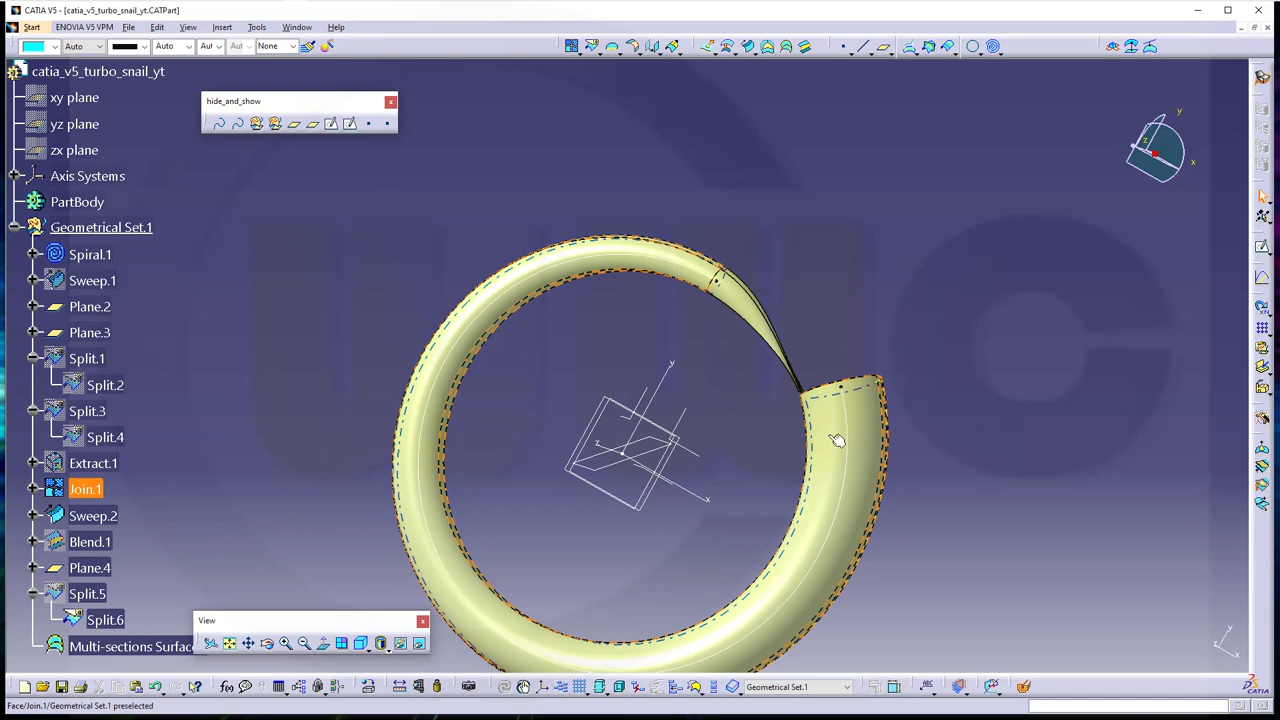 CATIA V5 - [catia_v5_turbo_snail_yt.CATPart]
Start ENOVIA V5 VPM File Edit View Insert Tools Window Help
Auto Auto Aut Aut None
catia_v5_turbo_snail_yt
xy plane
yz plane
zx plane
Axis Systems
PartBody
Geometrical Set.1
Spiral.1
Sweep.1
Plane.2
Plane.3
Split.1
Split.2
Split.3
Split.4
Extract.1
Join.1
Sweep.2
Blend.1
Plane.4
Split.5
Split.6
Multi-sections Surfac
hide_and_show
y
z
x
y
z
x
View
y
z
x
f(x)
Geometrical Set.1
ABC
CATIA
Face/Join.1/Geometrical Set.1 preselected